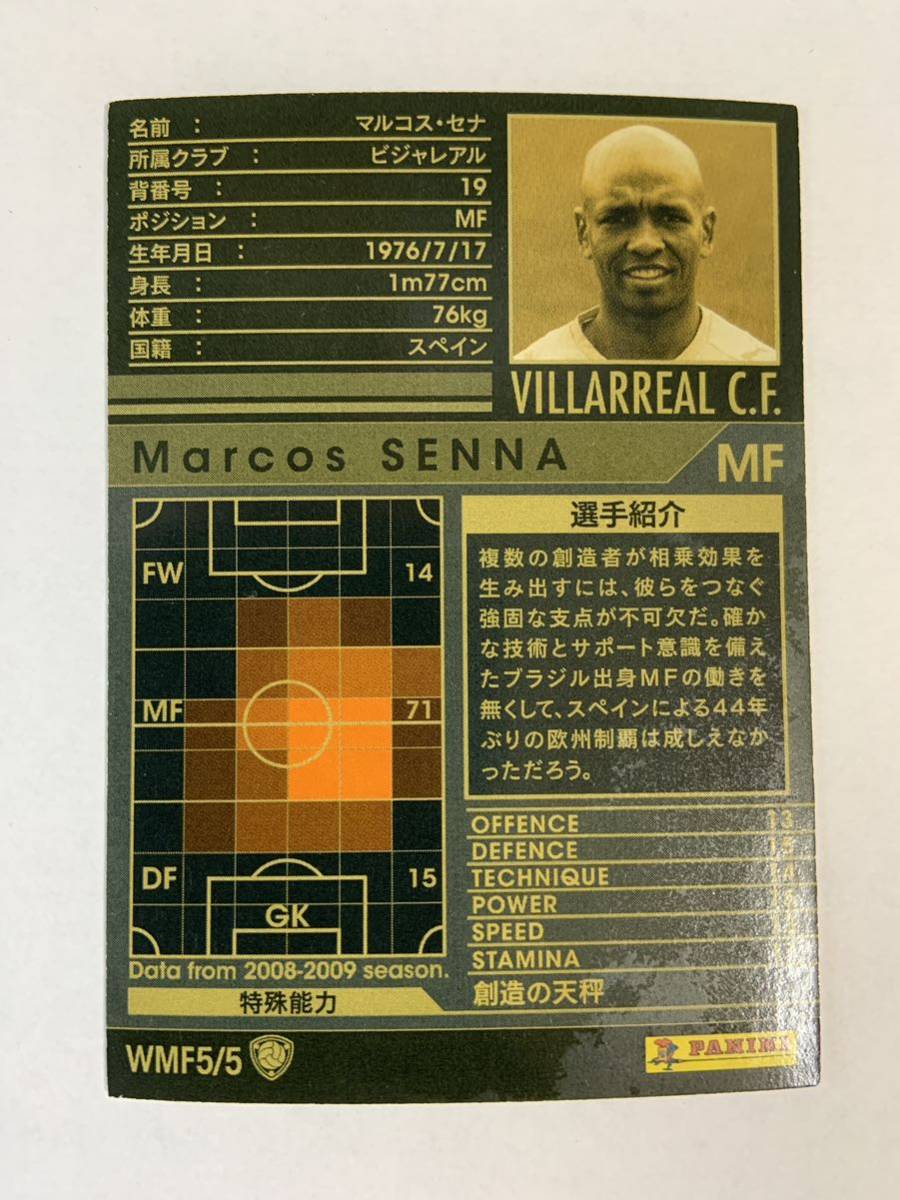 名前 : マルコス・セナ
所属クラブ : ビジャレアル
背番号 : 19
ポジション : MF
生年月日 : 1976/7/17
身長 : 1m77cm
体重 : 76kg
国籍 : スペイン
VILLARREAL C.F.
Marcos SENNA
MF
FW 14
MF 71
DF 15
GK
Data from 2008-2009 season.
選手紹介
複数の創造者が相乗効果を
生み出すには、彼らをつなぐ
強固な支点が不可欠だ。確か
な技術とサポート意識を備え
たブラジル出身MFの働きを
無くして、スペインによる44年
ぶりの欧州制覇は成しえなか
っただろう。
OFFENCE 13
DEFENCE
TECHNIQUE 14
POWER
SPEED
STAMINA
特殊能力 創造の天秤
WMF5/5
PANINI